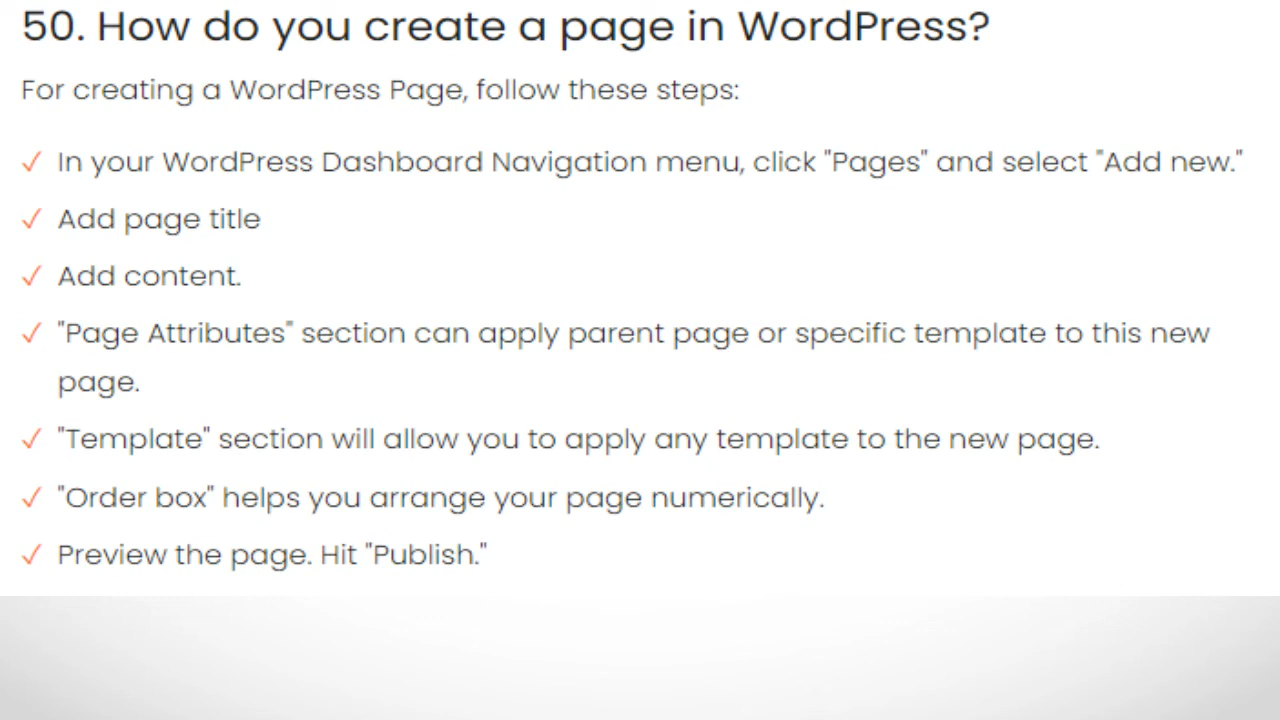 50. How do you create a page in WordPress?
For creating a WordPress Page, follow these steps:
✓ In your WordPress Dashboard Navigation menu, click "Pages" and select "Add new."
✓ Add page title
✓ Add content.
✓ "Page Attributes" section can apply parent page or specific template to this new
page.
✓ "Template" section will allow you to apply any template to the new page.
✓ "Order box" helps you arrange your page numerically.
✓ Preview the page. Hit "Publish."